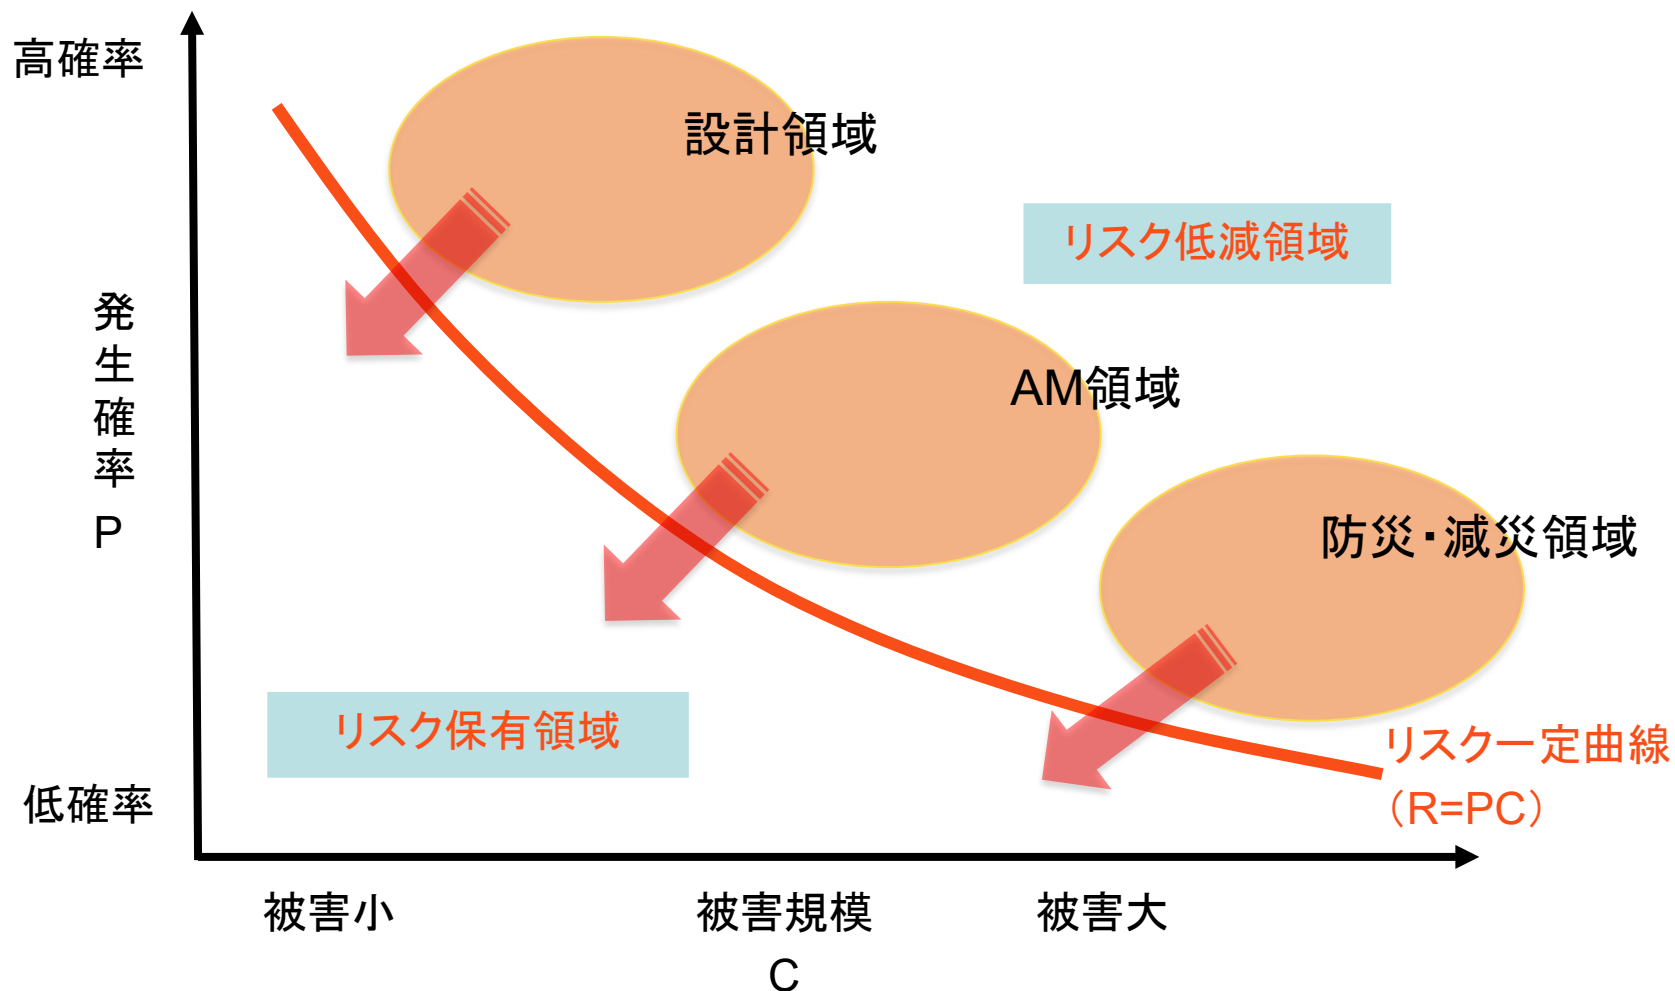 高確率
設計領域
リスク低減領域
発生確率 P
AM領域
防災・減災領域
リスク保有領域
リスク一定曲線
（R=PC）
低確率
被害小
被害規模
C
被害大